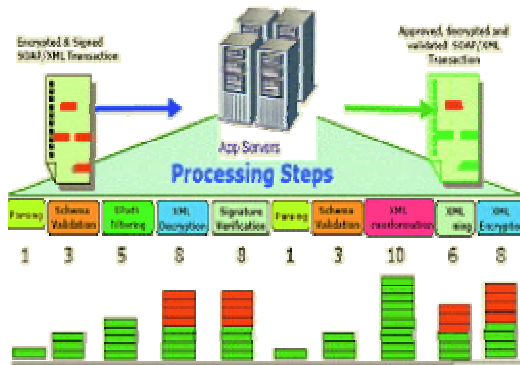 Encrypted & Signed
SOAP/XML Transaction
Approved, decrypted and
validated SOAP/XML
Transaction
App Servers
Processing Steps
Parsing
Schema
Validation
XPath
Filtering
XML
Decryption
Signature
Verification
Parsing
Schema
Validation
XML
XML
XML
1 3 5 8 8 1 3 10 6 8